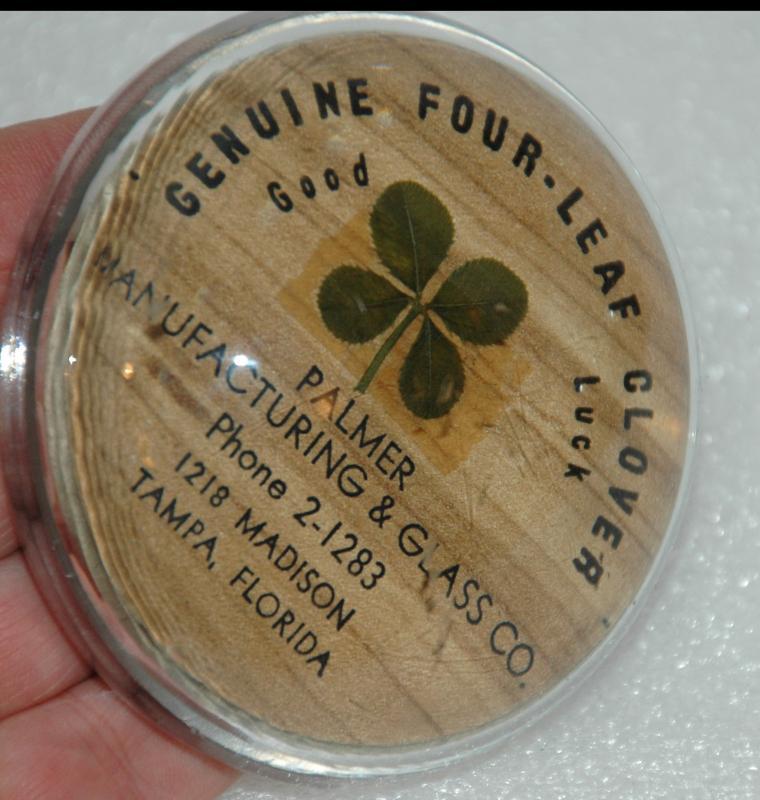 GENUINE FOUR-LEAF CLOVER
Good Luck
PALMER
MANUFACTURING & GLASS CO.
Phone 2-1283
1218 MADISON
TAMPA, FLORIDA